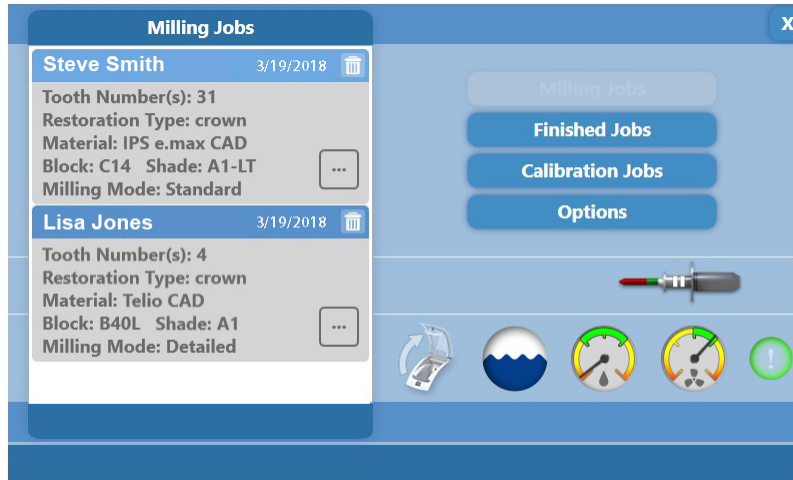 Milling Jobs
X
Steve Smith 3/19/2018
Tooth Number(s): 31
Restoration Type: crown
Material: IPS e.max CAD
Block: C14 Shade: A1-LT
...
Milling Mode: Standard
Lisa Jones 3/19/2018
Tooth Number(s): 4
Restoration Type: crown
Material: Telio CAD
Block: B40L Shade: A1
...
Milling Mode: Detailed
Milling Jobs
Finished Jobs
Calibration Jobs
Options
!